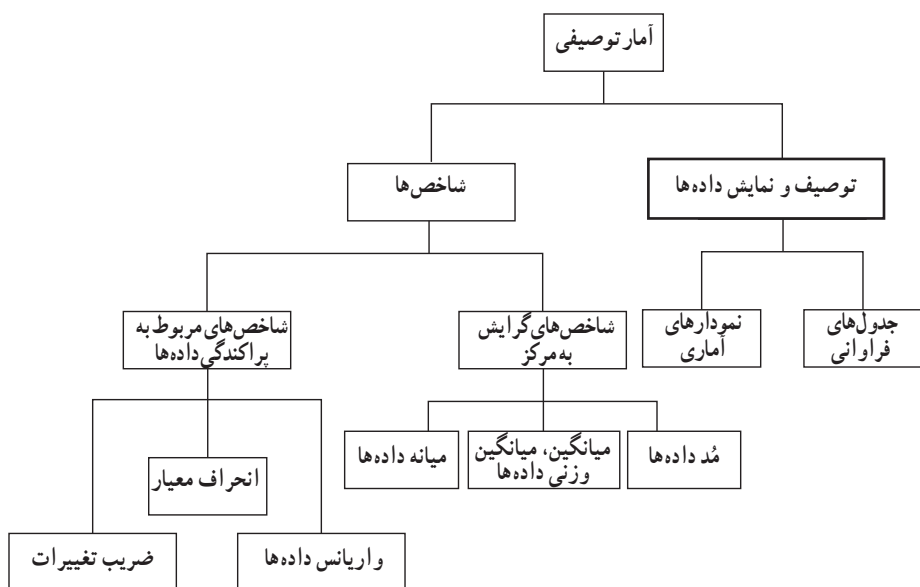 آمار توصیفی
توصیف و نمایش داده‌ها
شاخص‌ها
جدول‌های
فراوانی
نمودارهای
آماری
شاخص‌های گرایش
به مرکز
شاخص‌های مربوط به
پراکندگی داده‌ها
مُد داده‌ها
میانگین، میانگین
وزنی داده‌ها
میانه داده‌ها
انحراف معیار
واریانس داده‌ها
ضریب تغییرات